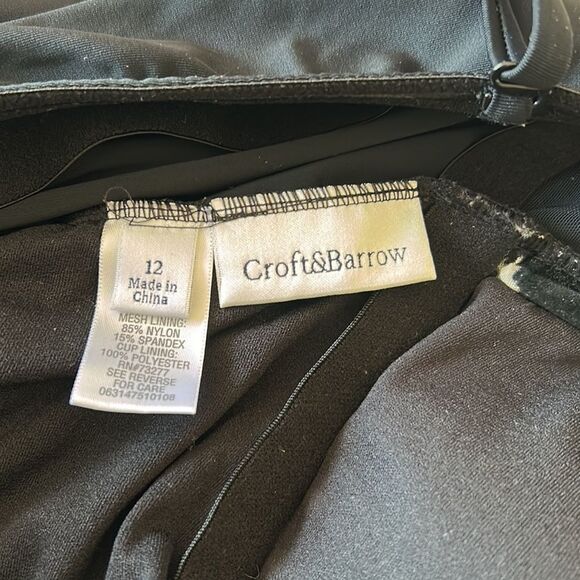 12
Made in
China
MESH LINING:
85% NYLON
15% SPANDEX
CUP LINING:
100% POLYESTER
RN#73277
SEE REVERSE
FOR CARE
063147510108
Croft&Barrow